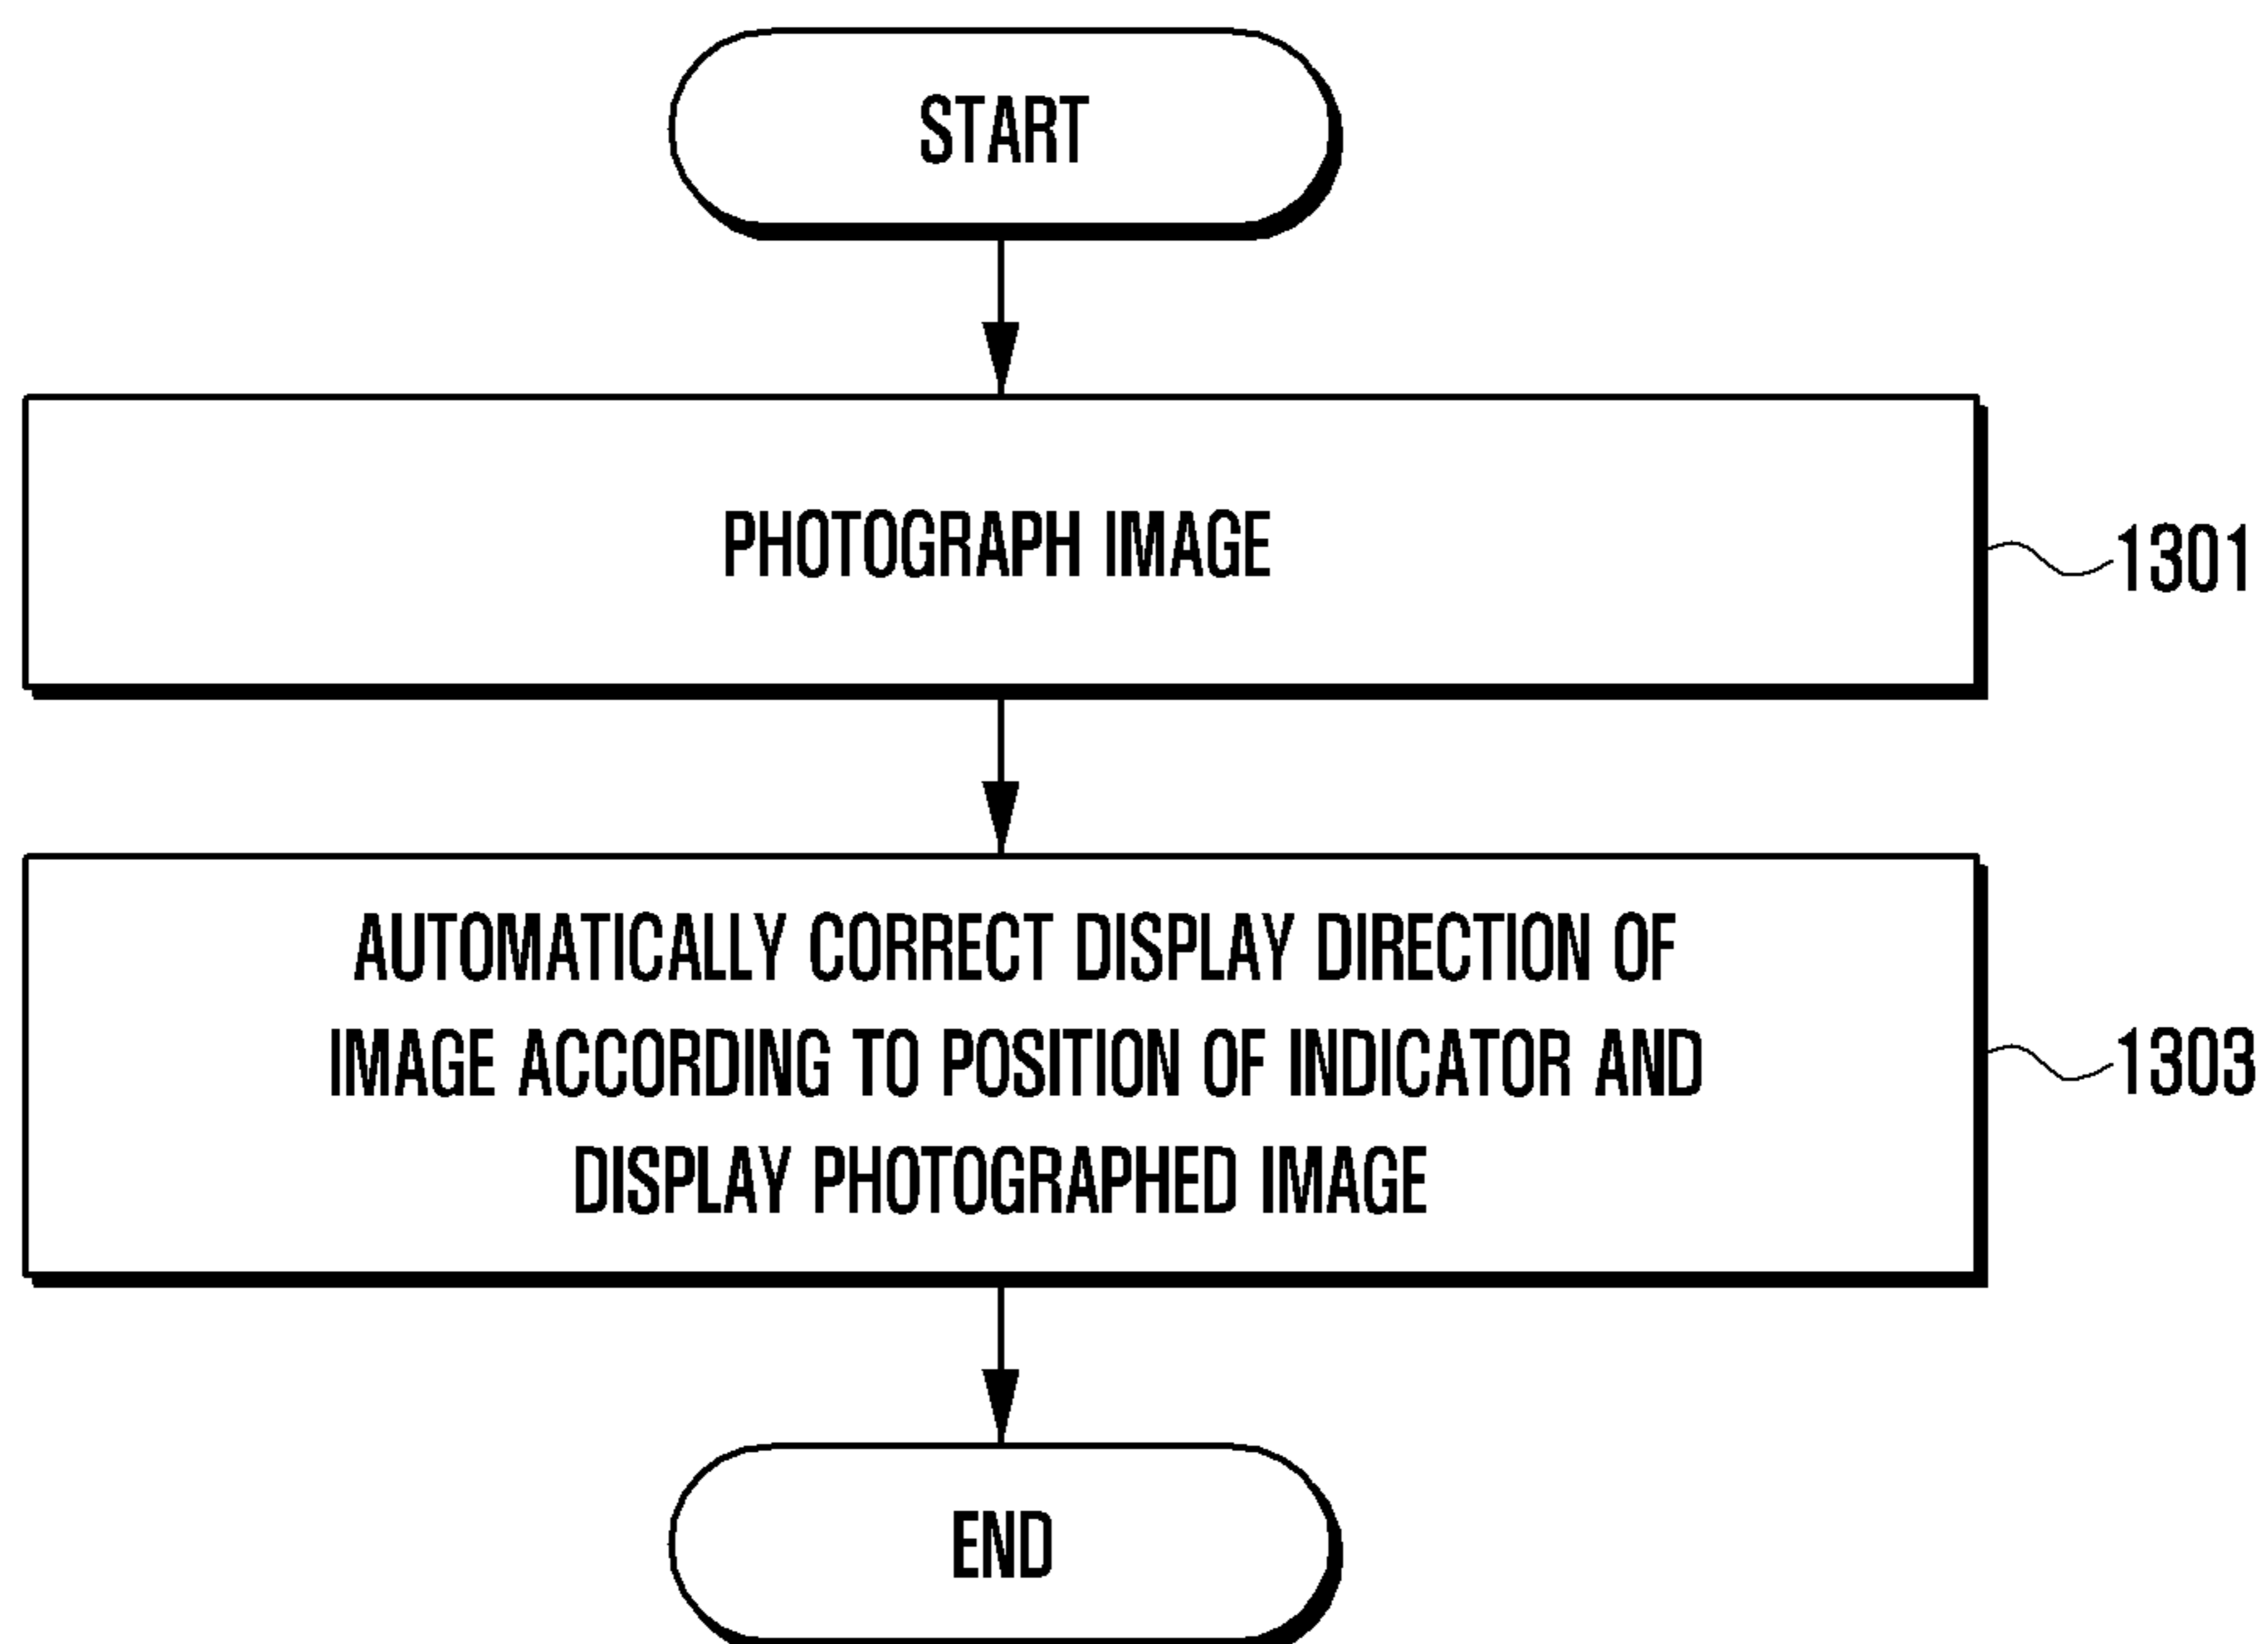 START
PHOTOGRAPH IMAGE
1301
AUTOMATICALLY CORRECT DISPLAY DIRECTION OF
IMAGE ACCORDING TO POSITION OF INDICATOR AND
DISPLAY PHOTOGRAPHED IMAGE
1303
END